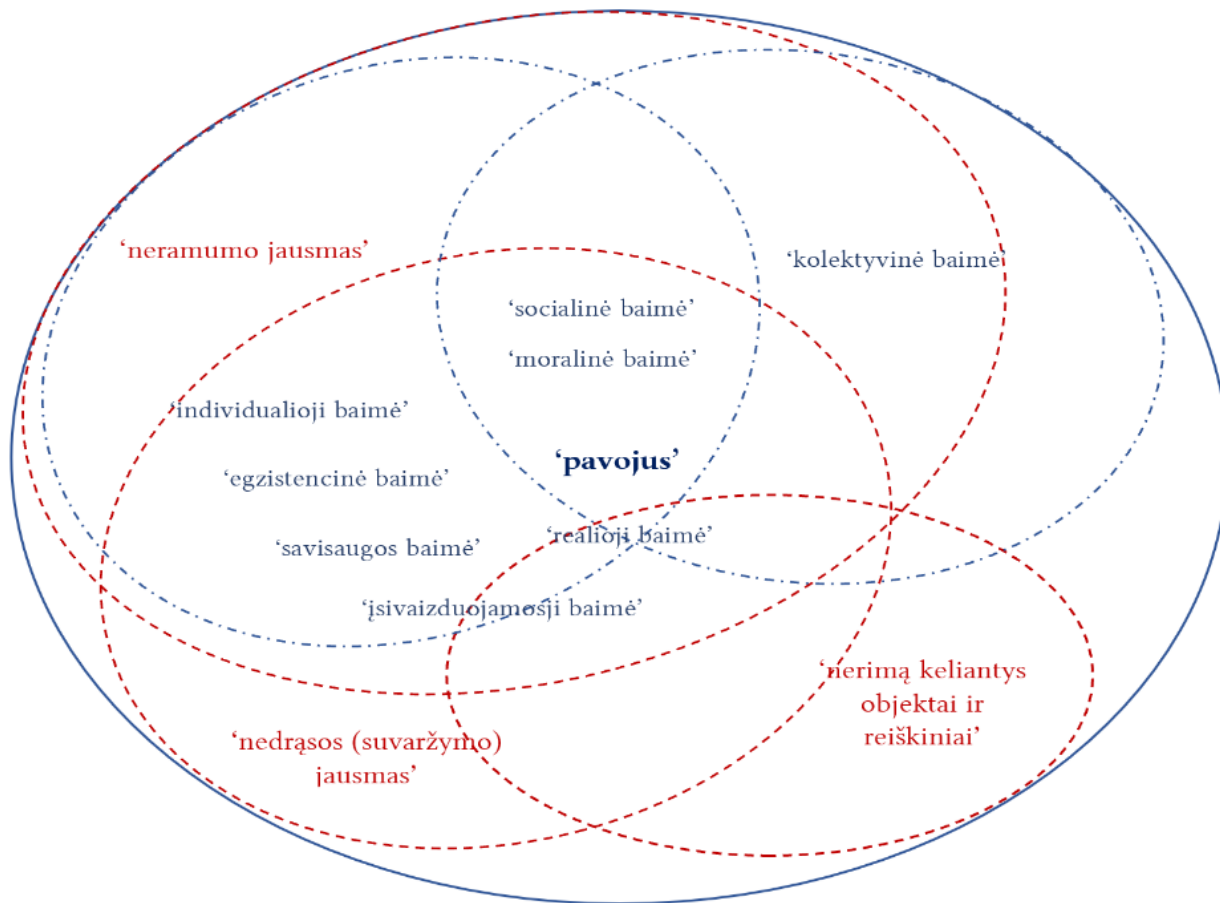 ‘neramumo jausmas’
‘kolektyvinė baimė’
‘socialinė baimė’
‘moralinė baimė’
‘individualioji baimė’
‘pavojus’
‘egzistencinė baimė’
‘realioji baimė’
‘savisaugos baimė’
‘įsivaizduojamosji baimė’
‘nerimą keliantys
objektai ir
reiškiniai’
‘nedrąsos (suvaržymo)
jausmas’